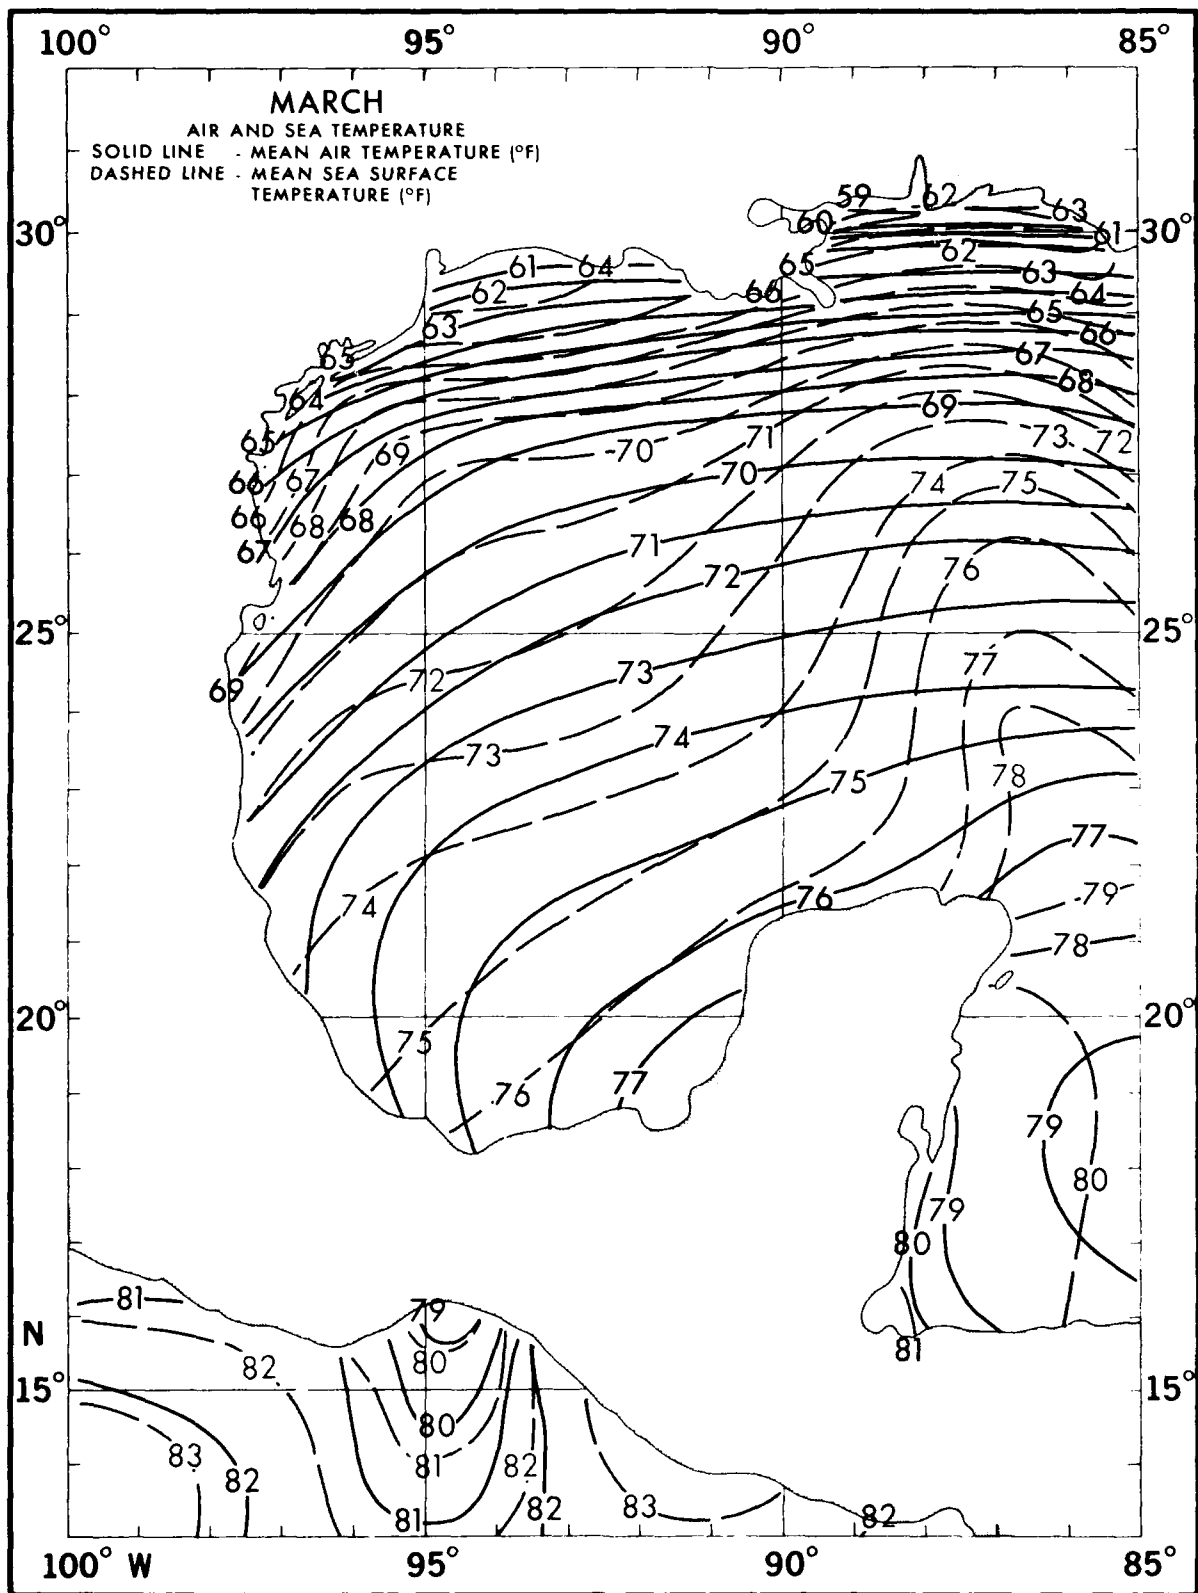 100° 95° 90° 85°
MARCH
AIR AND SEA TEMPERATURE
SOLID LINE - MEAN AIR TEMPERATURE (°F)
DASHED LINE - MEAN SEA SURFACE
TEMPERATURE (°F)
59 62 63
60 61
30° 30°
62
65
61 64 63
62 66 64
63 65
66
65 67
68
64 69
65 71 73 72
69 70
66 67 70 74 75
66 68 68
67 71
72 76
25° 25°
77
72 73
69
74
73 75 78
77
76 79
74
78
20° 20°
75
76 77
79
80
79
80
81 79
N
80 81
82
15° 15°
80
83 82 81 82
81 82 83 82
100° W 95° 90° 85°